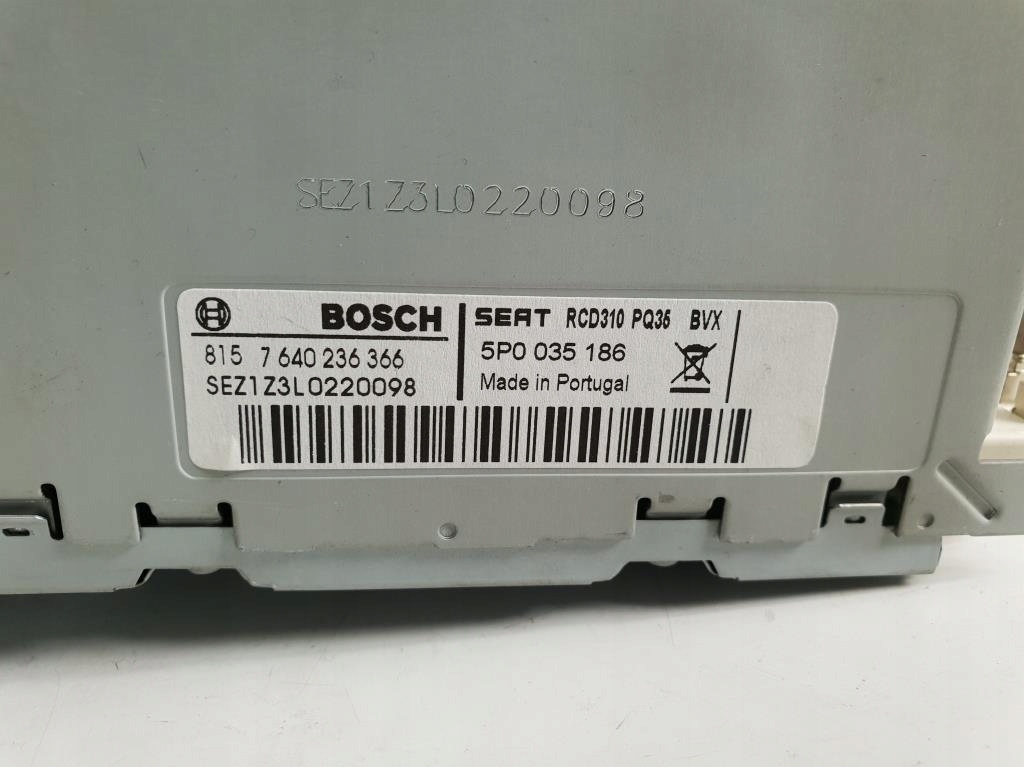 SEZ1Z3L0220098
BOSCH
815 7 640 236 366
SEZ1Z3L0220098
SEAT RCD310 PQ35 BVX
5P0 035 186
Made in Portugal